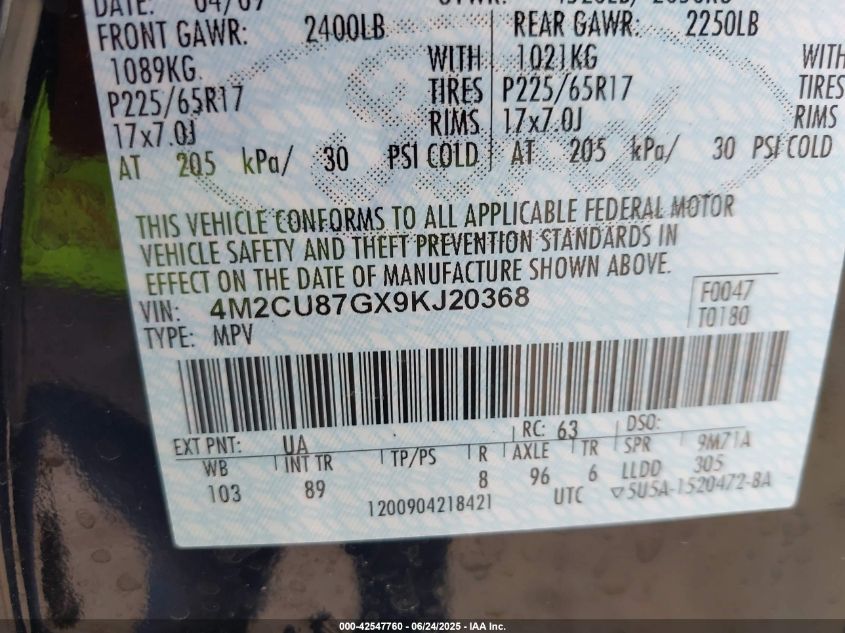 DATE: 04/09
FRONT GAWR: 2400LB REAR GAWR: 2250LB
1089KG WITH 1021KG WITH
P225/65R17 TIRES P225/65R17 TIRES
17x7.0J RIMS 17x7.0J RIMS
AT 205 kPa/ 30 PSI COLD AT 205 kPa/ 30 PSI COLD
THIS VEHICLE CONFORMS TO ALL APPLICABLE FEDERAL MOTOR
VEHICLE SAFETY AND THEFT PREVENTION STANDARDS IN
EFFECT ON THE DATE OF MANUFACTURE SHOWN ABOVE.
VIN: 4M2CU87GX9KJ20368 F0047
TYPE: MPV T0180
EXT PNT: UA RC: 63 DSO:
WB INT TR TP/PS R AXLE TR SPR 9M71A
103 89 8 96 6 LLDD 305
1200904218421 UTC ▽5U5A-1520472-BA
000-42547760 - 06/24/2025 - IAA Inc.